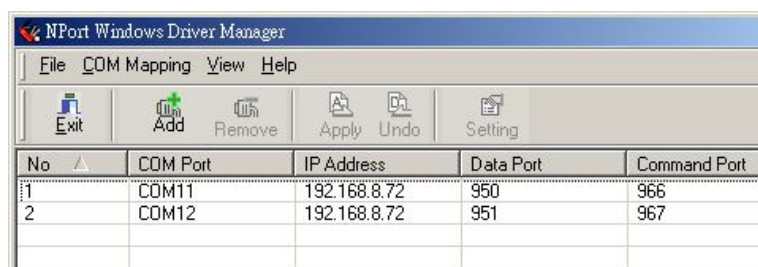 NPort Windows Driver Manager
File COM Mapping View Help
Exit Add Remove Apply Undo Setting
No COM Port IP Address Data Port Command Port
1 COM11 192.168.8.72 950 966
2 COM12 192.168.8.72 951 967